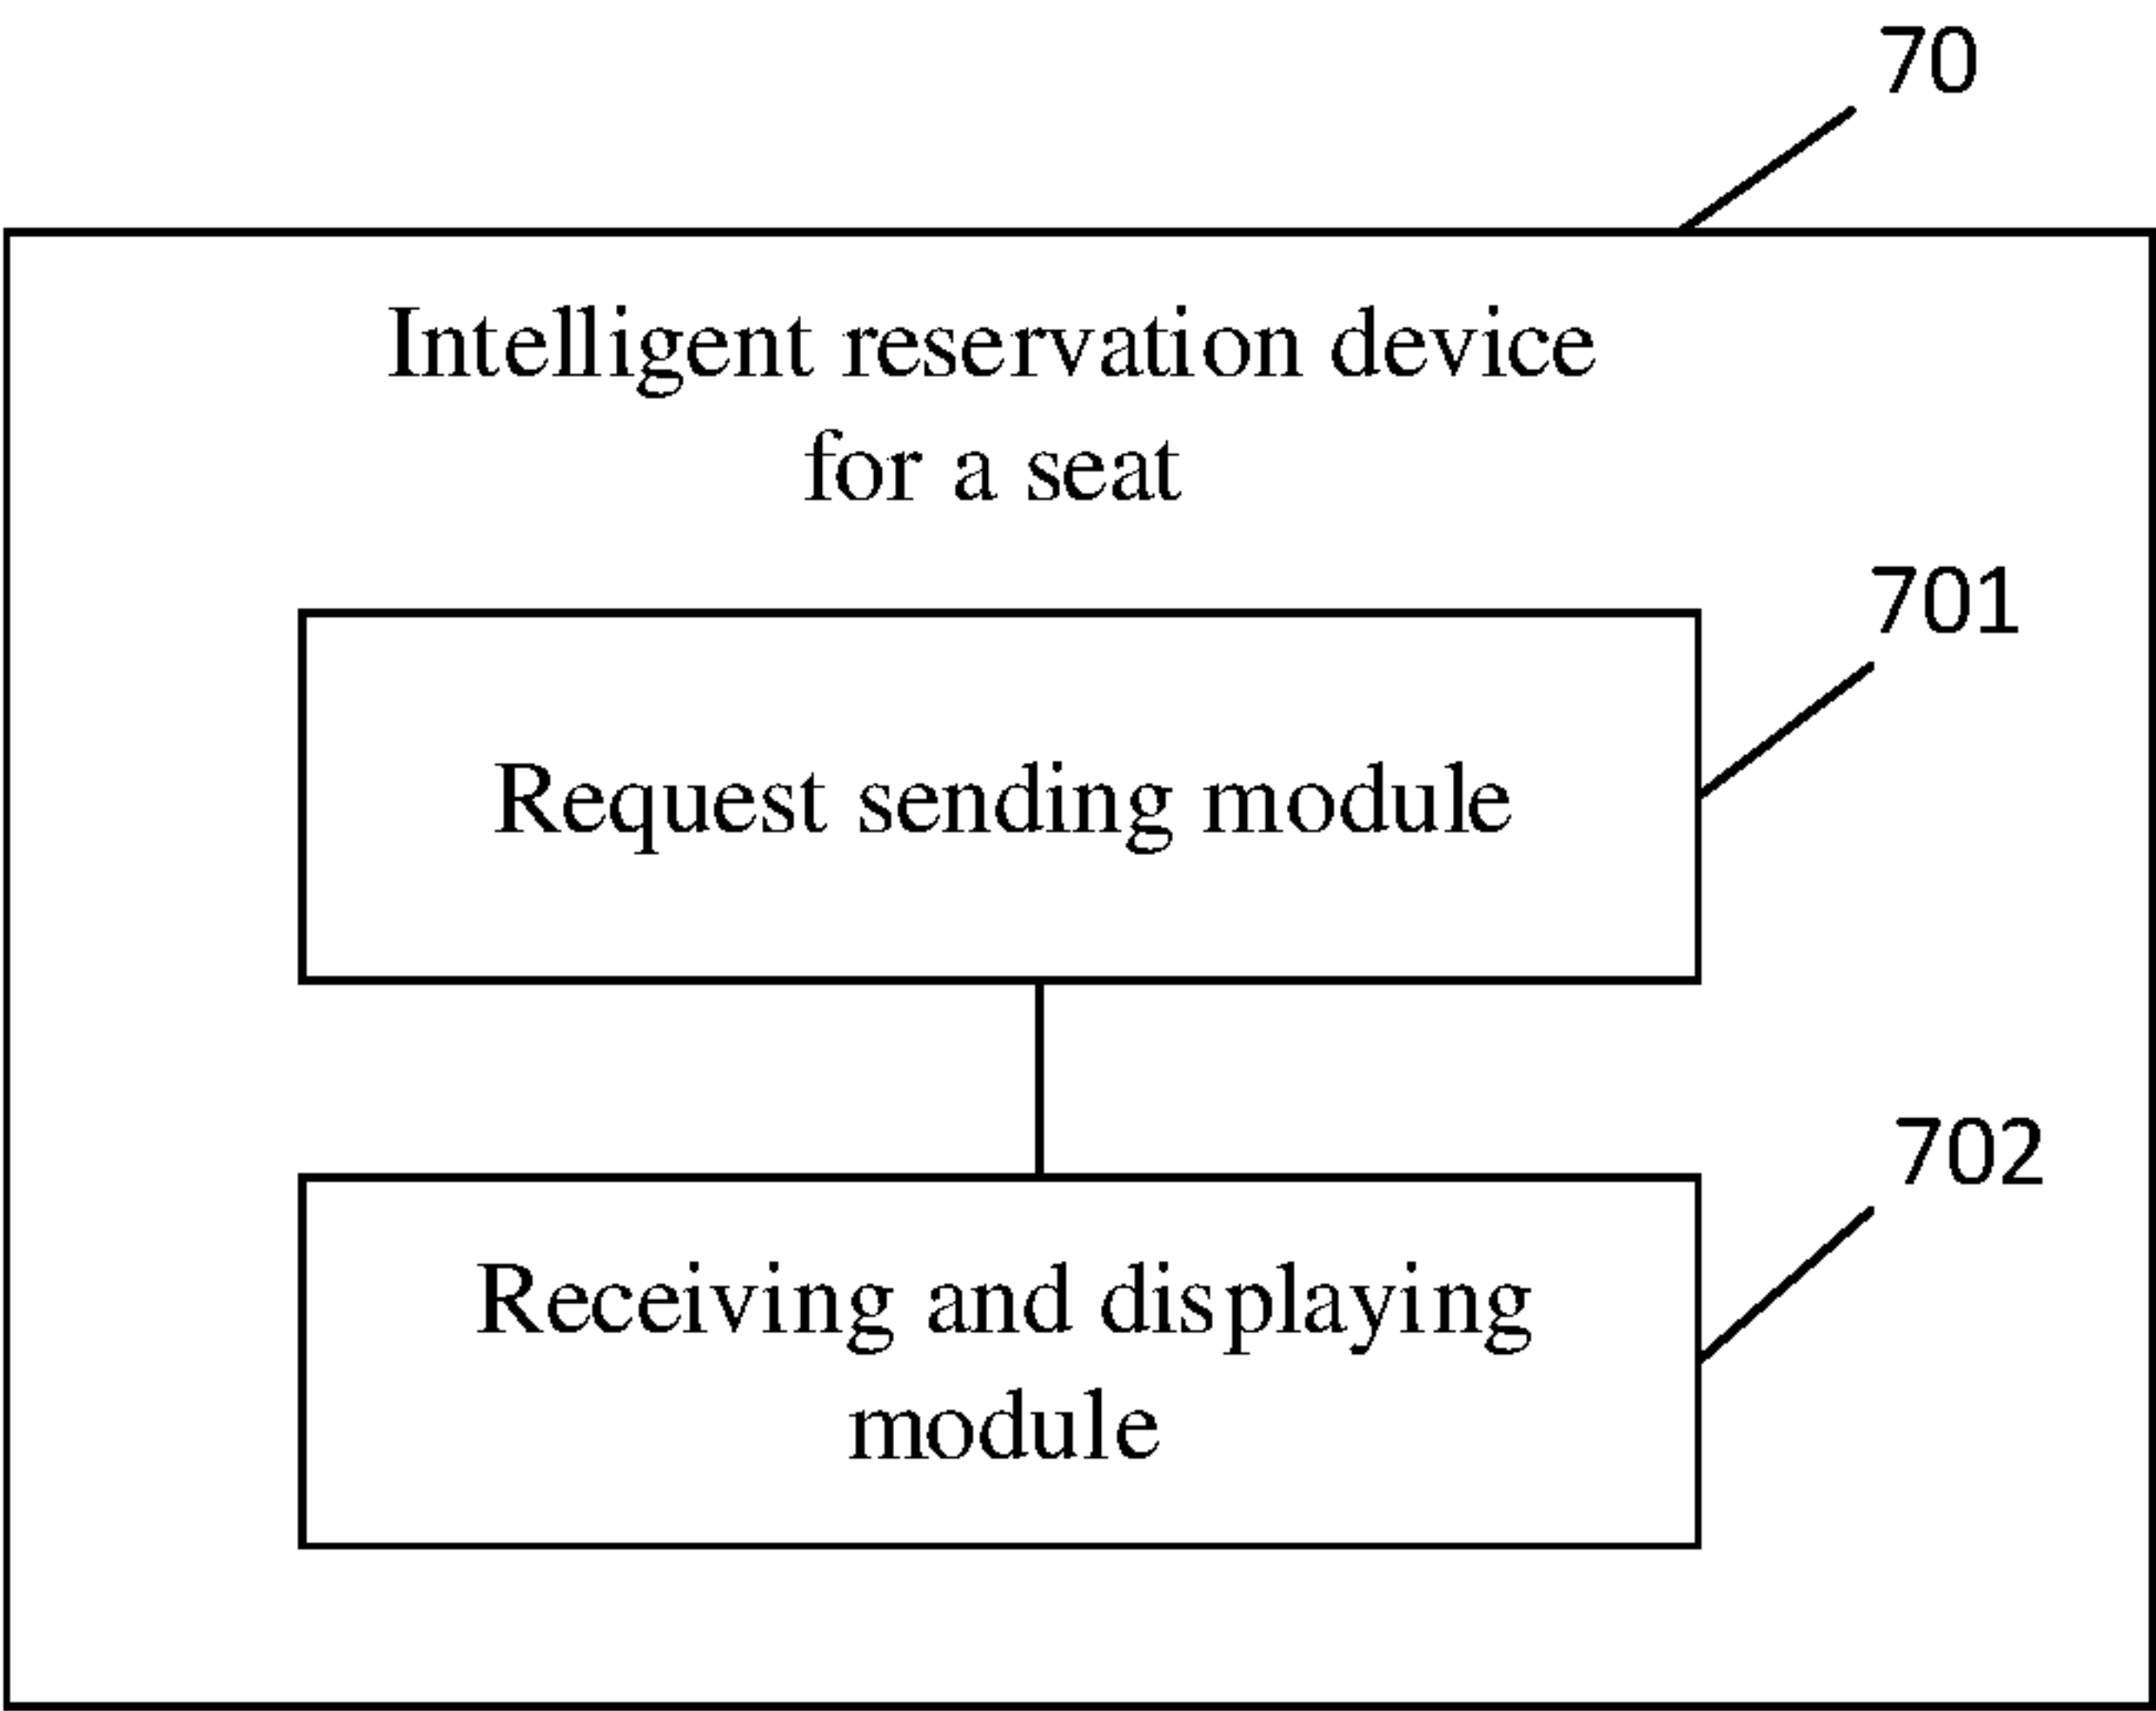 70
Intelligent reservation device
for a seat
701
Request sending module
702
Receiving and displaying
module